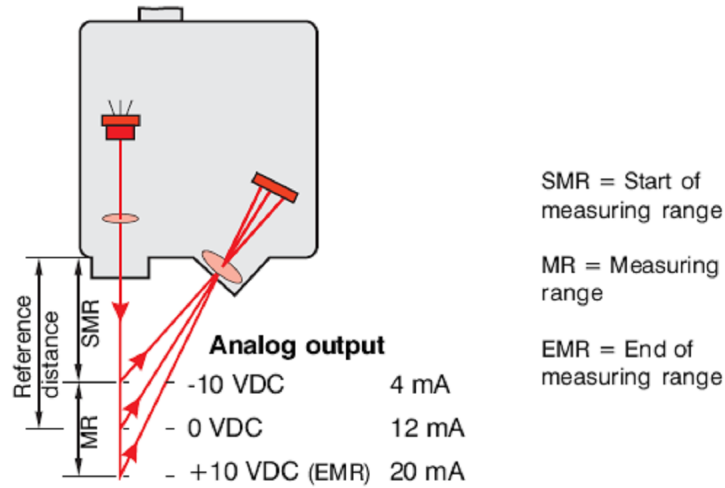 SMR = Start of
measuring range
MR = Measuring
range
EMR = End of
measuring range
Reference
distance
SMR
MR
Analog output
-10 VDC 4 mA
0 VDC 12 mA
+10 VDC (EMR) 20 mA